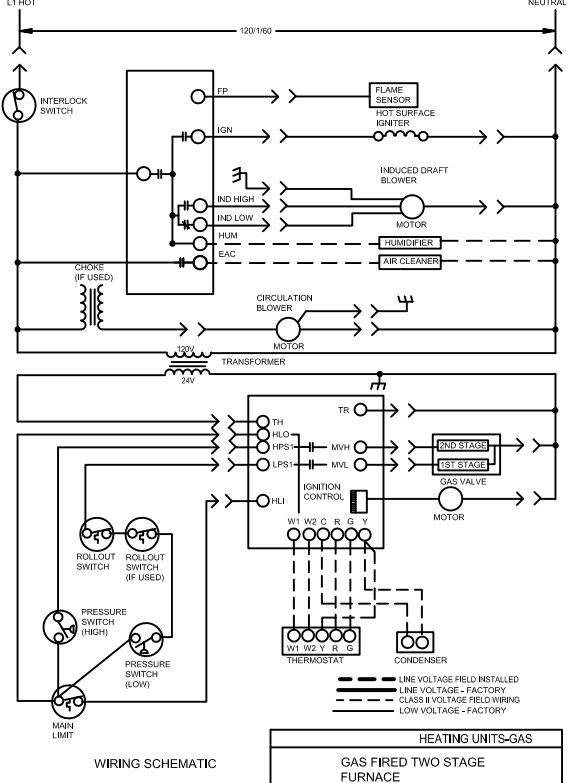 L1 HOT
NEUTRAL
120/1/60
INTERLOCK
SWITCH
FP
FLAME
SENSOR
HOT SURFACE
IGNITER
IGN
INDUCED DRAFT
BLOWER
IND HIGH
IND LOW
MOTOR
HUM
HUMIDIFIER
EAC
AIR CLEANER
CHOKE
(IF USED)
CIRCULATION
BLOWER
MOTOR
120V
TRANSFORMER
24V
TR
TH
HLO
HPS1
MVH
2ND STAGE
LPS1
MVL
1ST STAGE
GAS VALVE
IGNITION
CONTROL
HLI
MOTOR
W1 W2 C R G Y
ROLLOUT
SWITCH
ROLLOUT
SWITCH
(IF USED)
PRESSURE
SWITCH
(HIGH)
PRESSURE
SWITCH
(LOW)
W1 W2 Y R G
THERMOSTAT
CONDENSER
MAIN
LIMIT
LINE VOLTAGE FIELD INSTALLED
LINE VOLTAGE - FACTORY
CLASS II VOLTAGE FIELD WIRING
LOW VOLTAGE - FACTORY
WIRING SCHEMATIC
HEATING UNITS-GAS
GAS FIRED TWO STAGE
FURNACE